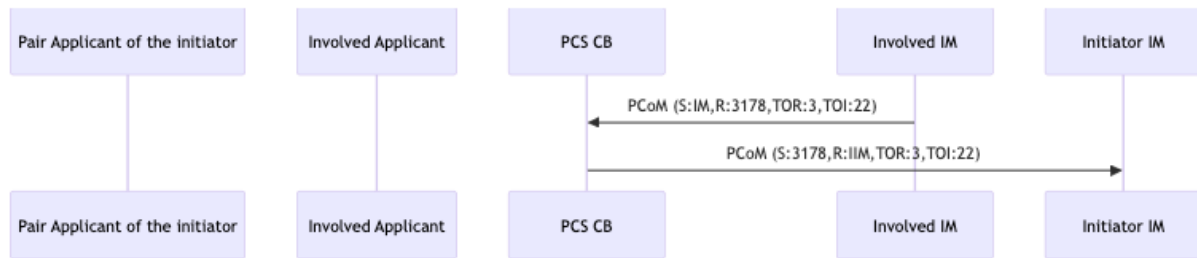 Pair Applicant of the initiator
Involved Applicant
PCS CB
Involved IM
Initiator IM
PCoM (S:IM,R:3178,TOR:3,TOI:22)
PCoM (S:3178,R:IIM,TOR:3,TOI:22)
Pair Applicant of the initiator
Involved Applicant
PCS CB
Involved IM
Initiator IM